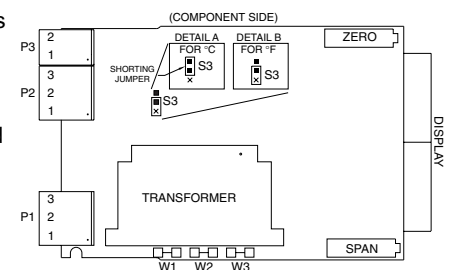 s
(COMPONENT SIDE)
DETAIL A
FOR °C
DETAIL B
FOR °F
ZERO
P3
2
1
SHORTING
JUMPER
S3
S3
S3
P2
3
2
1
d
DISPLAY
TRANSFORMER
P1
3
2
1
SPAN
W1 W2 W3